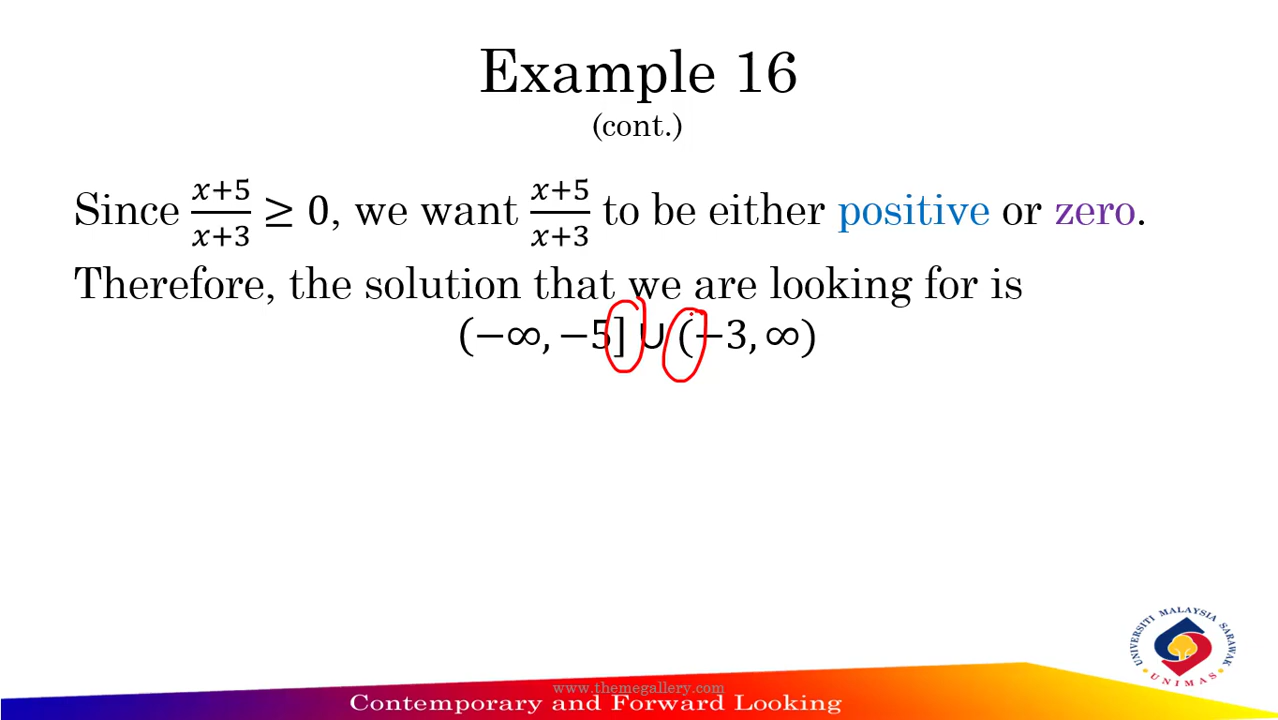 Example 16
(cont.)
Since x+5/x+3 ≥ 0, we want x+5/x+3 to be either positive or zero.
Therefore, the solution that we are looking for is
(−∞, −5] ∪ (−3, ∞)
UNIVERSITI MALAYSIA SARAWAK
UNIMAS
www.themegallery.com
Contemporary and Forward Looking